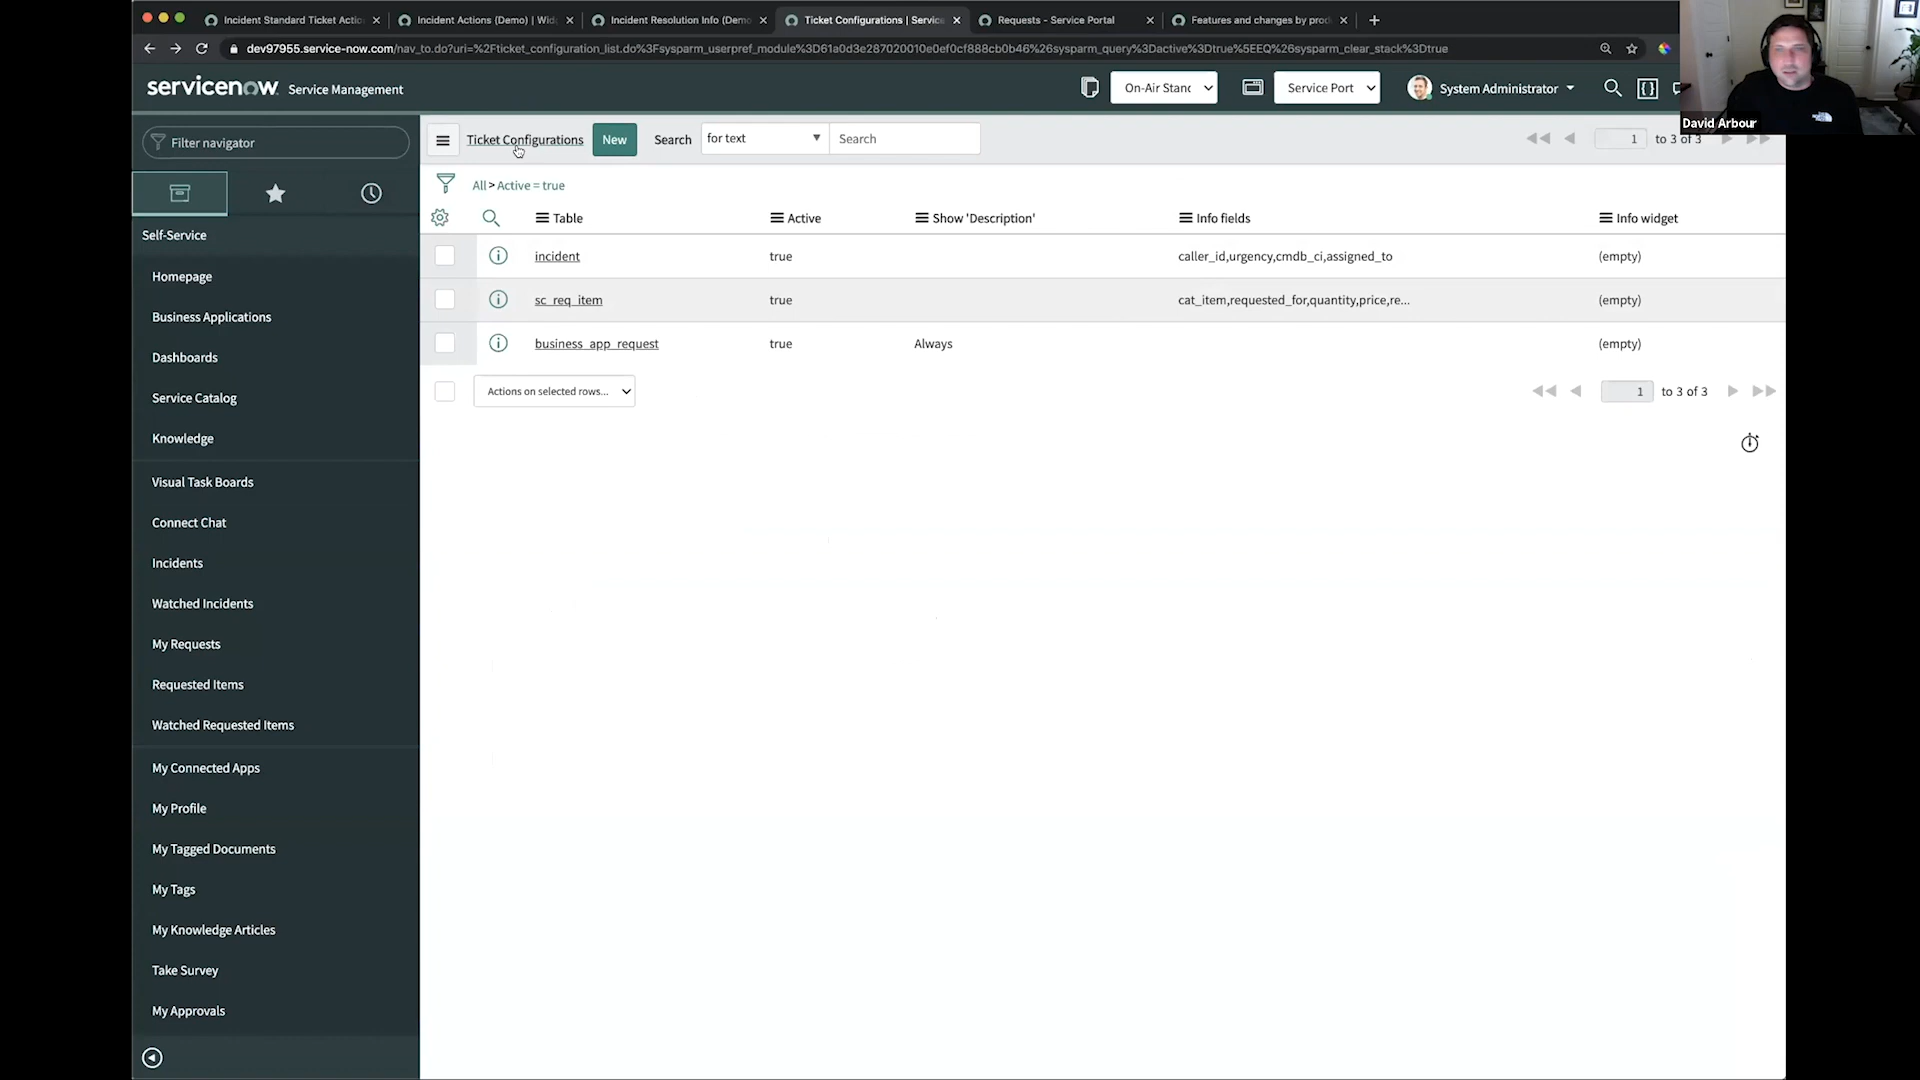 Incident Standard Ticket Actio
Incident Actions (Demo) | Wid
Incident Resolution Info (Demo
Ticket Configurations | Service
Requests - Service Portal
Features and changes by prod
dev97955.service-now.com/nav_to.do?uri=%2Fticket_configuration_list.do%3Fsysparm_userpref_module%3D61a0d3e287020010e0ef0cf888cb0b46%26sysparm_query%3Dactive%3Dtrue%5EEQ%26sysparm_clear_stack%3Dtrue
servicenow Service Management
On-Air Stand
Service Port
System Administrator
David Arbour
Filter navigator
Ticket Configurations
New
Search
for text
Search
1
to 3 of 3
All > Active = true
Table
Active
Show 'Description'
Info fields
Info widget
incident
true
caller_id,urgency,cmdb_ci,assigned_to
(empty)
sc_req_item
true
cat_item,requested_for,quantity,price,re...
(empty)
business_app_request
true
Always
(empty)
Actions on selected rows...
1
to 3 of 3
Self-Service
Homepage
Business Applications
Dashboards
Service Catalog
Knowledge
Visual Task Boards
Connect Chat
Incidents
Watched Incidents
My Requests
Requested Items
Watched Requested Items
My Connected Apps
My Profile
My Tagged Documents
My Tags
My Knowledge Articles
Take Survey
My Approvals